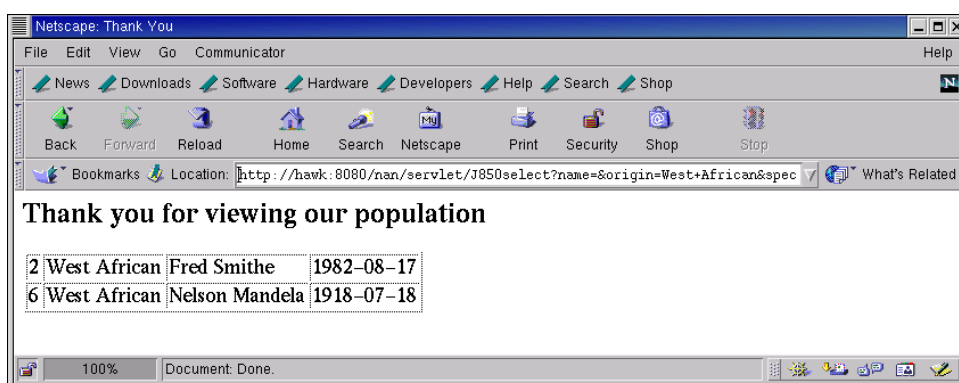 Netscape: Thank You
File Edit View Go Communicator Help
News Downloads Software Hardware Developers Help Search Shop N
Back Forward Reload Home Search My Netscape Print Security Shop Stop
Bookmarks Location: http://hawk:8080/nan/servlet/J850select?name=&origin=West+African&spec What's Related
Thank you for viewing our population
2 West African Fred Smithe 1982-08-17
6 West African Nelson Mandela 1918-07-18
100% Document: Done.